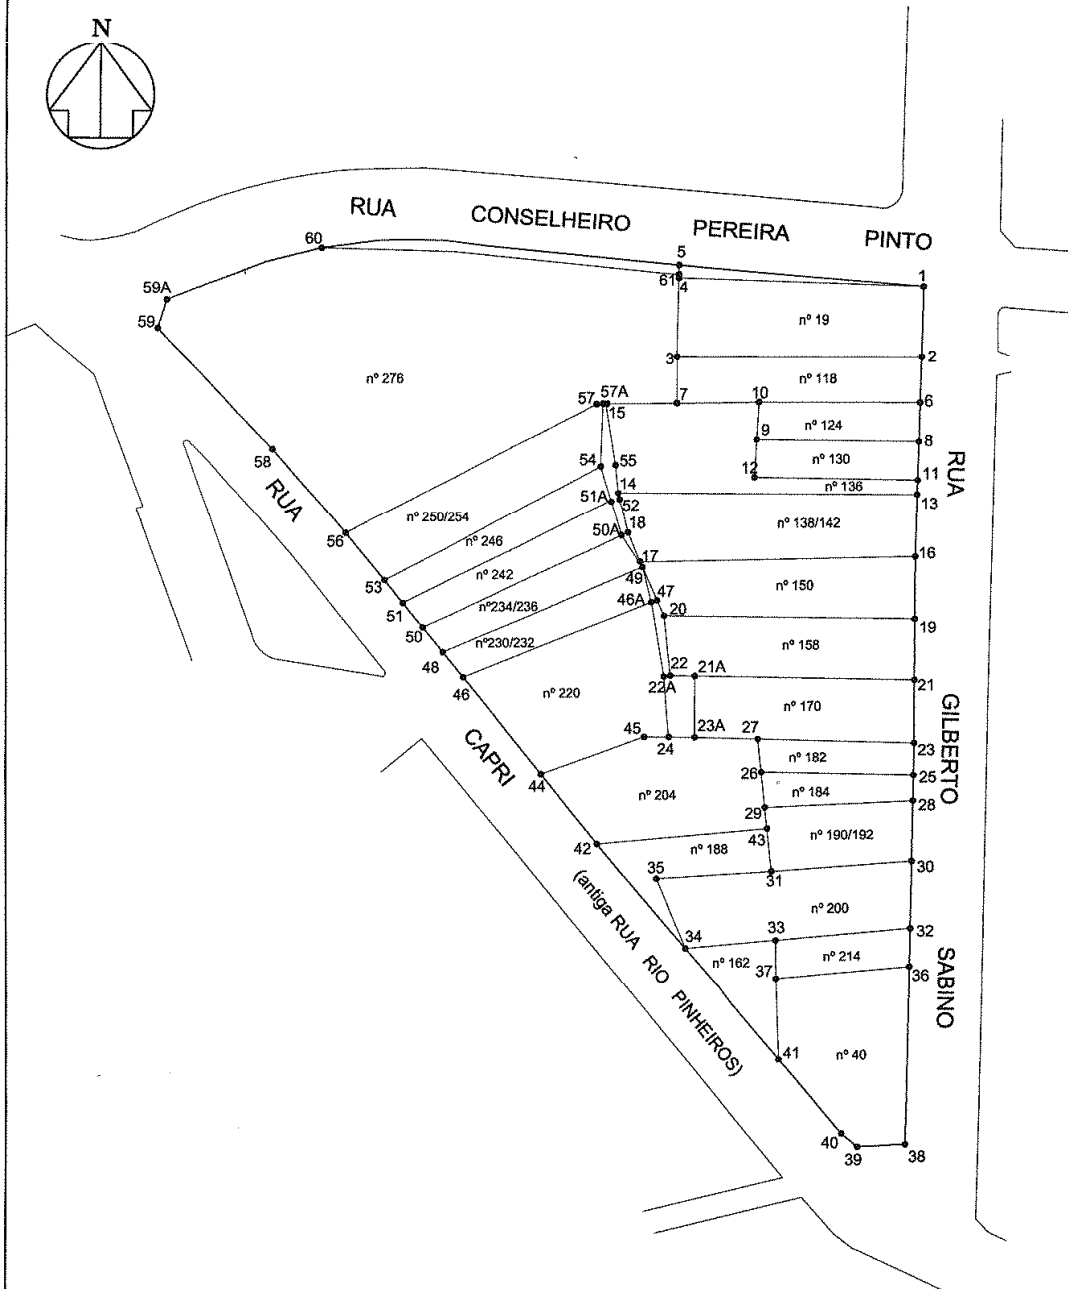 N
RUA CONSELHEIRO PEREIRA PINTO
60
5
1
61
4
59A
59
nº 19
3
2
nº 118
nº 276
57
57A
15
7
10
6
nº 124
9
8
nº 130
58
54
55
12
11
nº 136
14
13
51A
52
RUA
nº 250/254
56
50A
18
nº 138/142
nº 246
17
16
53
nº 242
49
nº 150
51
46A
47
nº234/236
20
19
50
nº230/232
nº 158
48
22
21A
46
22A
21
nº 220
nº 170
45
24
23A
27
23
nº 182
44
26
25
nº 204
nº 184
29
28
42
nº 188
43
nº 190/192
35
31
30
nº 200
34
33
32
nº 162
nº 214
37
36
41
nº 40
40
39
38
RUA CAPRI
(antiga RUA RIO PINHEIROS)
GILBERTO
SABINO